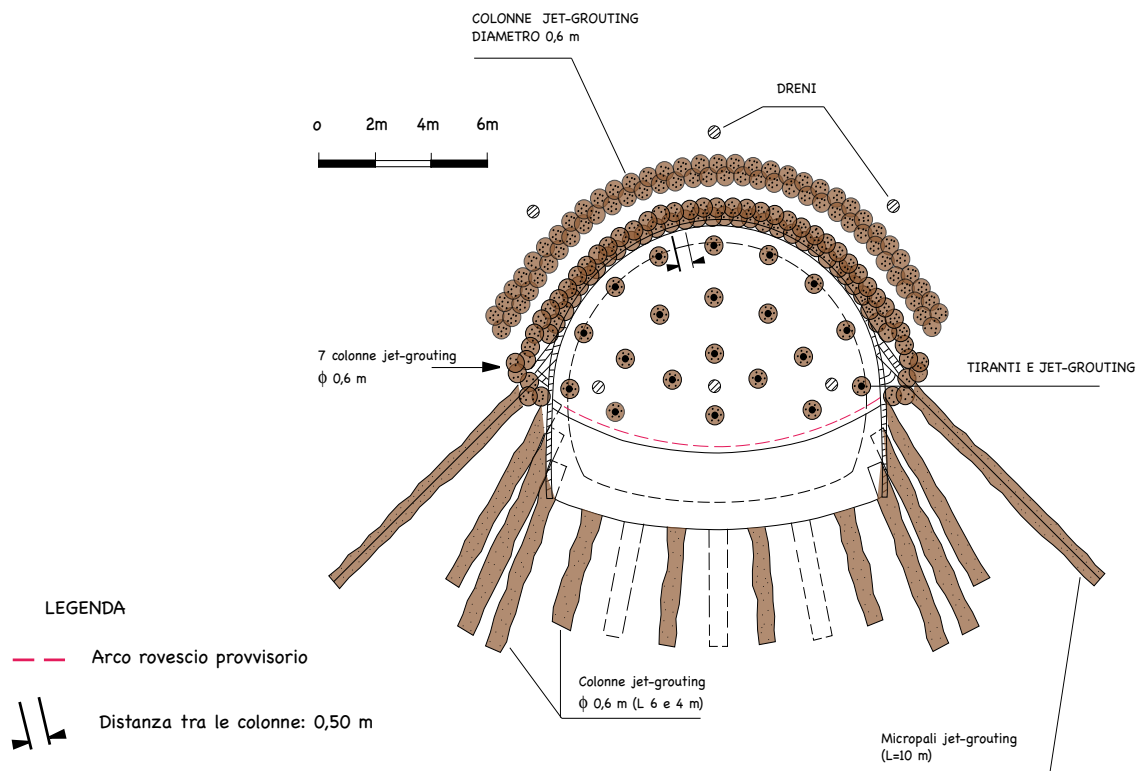 COLONNE JET-GROUTING
DIAMETRO 0,6 m
DRENI
o 2m 4m 6m
7 colonne jet-grouting
ϕ 0,6 m
TIRANTI E JET-GROUTING
LEGENDA
Arco rovescio provvisorio
Distanza tra le colonne: 0,50 m
Colonne jet-grouting
ϕ 0,6 m (L 6 e 4 m)
Micropali jet-grouting
(L=10 m)